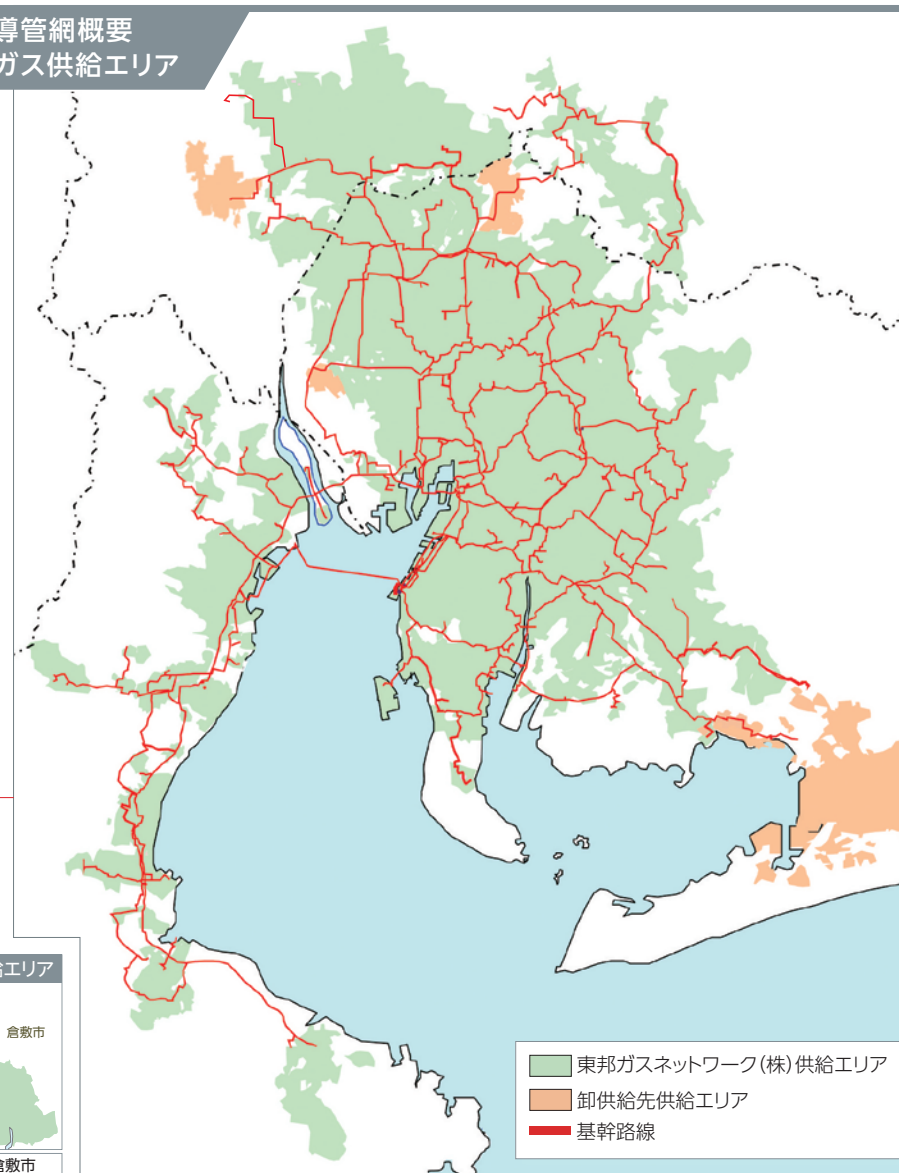 導管網概要
ガス供給エリア
給エリア
倉敷市
倉敷市
東邦ガスネットワーク(株)供給エリア
卸供給先供給エリア
基幹路線